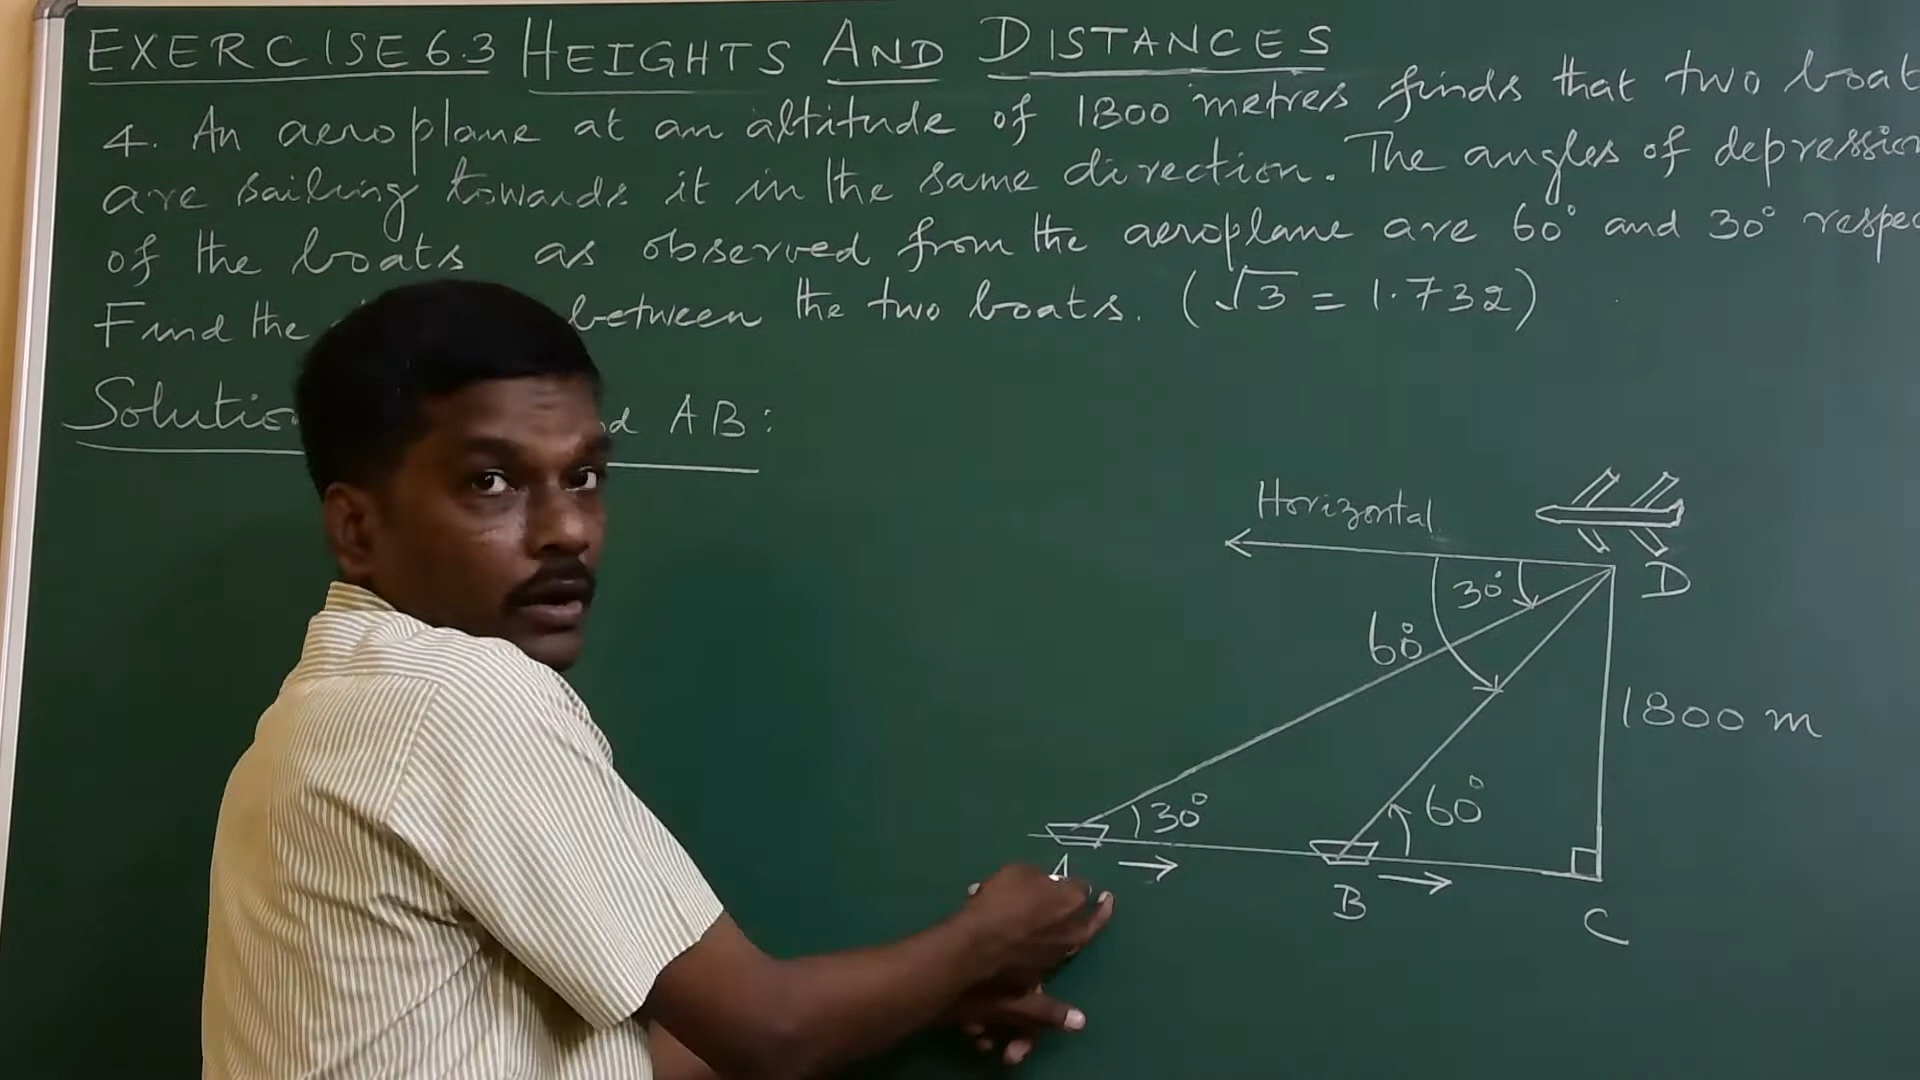 EXERCISE 6.3 HEIGHTS AND DISTANCES
4. An aeroplane at an altitude of 1800 metres finds that two boat
are sailing towards it in the same direction. The angles of depression
of the boats as observed from the aeroplane are 60° and 30° respec
Find the between the two boats. (√3 = 1.732)
Solutio AB:
Horizontal
D
30°
60°
1800 m
30°
60°
A
B
C